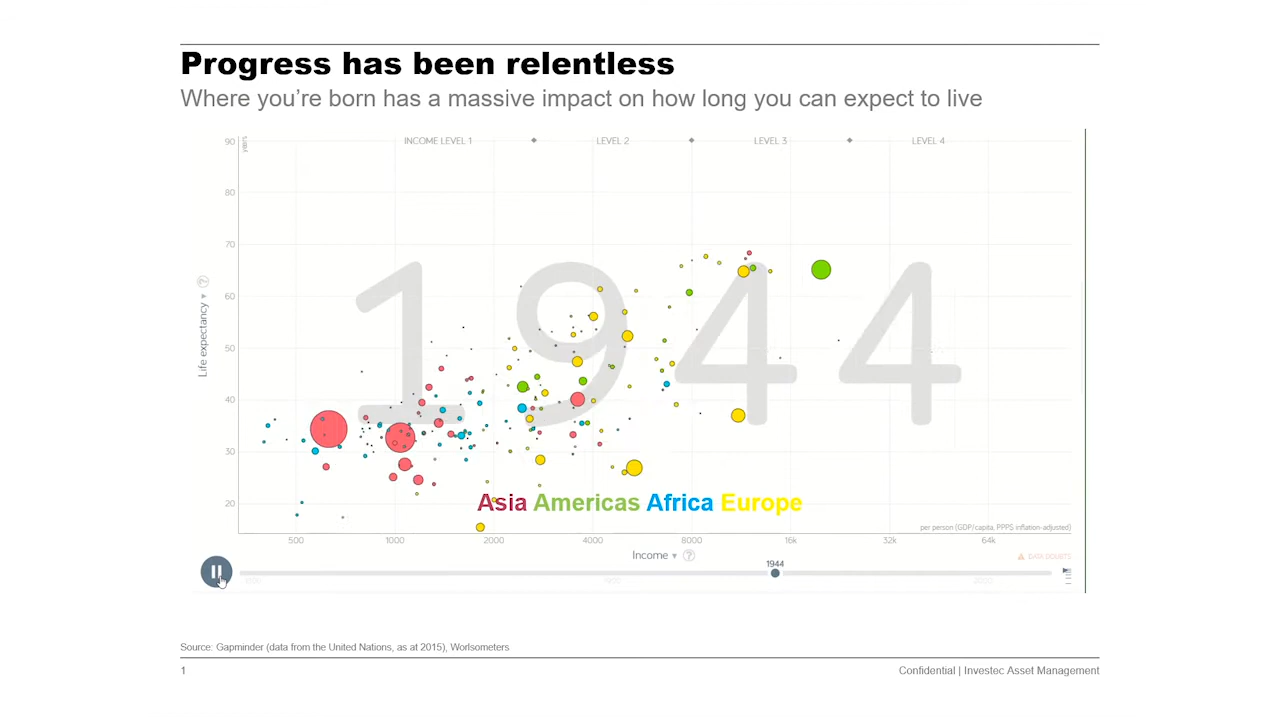 Progress has been relentless
Where you're born has a massive impact on how long you can expect to live
90 years INCOME LEVEL 1 LEVEL 2 LEVEL 3 LEVEL 4
80
70
1944
60
Life expectancy ?
50
40
30
20
Asia Americas Africa Europe
per person (GDP/capita, PPP$ inflation-adjusted)
500 1000 2000 4000 8000 16k 32k 64k
Income ?
DATA DOUBTS
1944
1900 2000
Source: Gapminder (data from the United Nations, as at 2015), Worlsometers
1 Confidential | Investec Asset Management